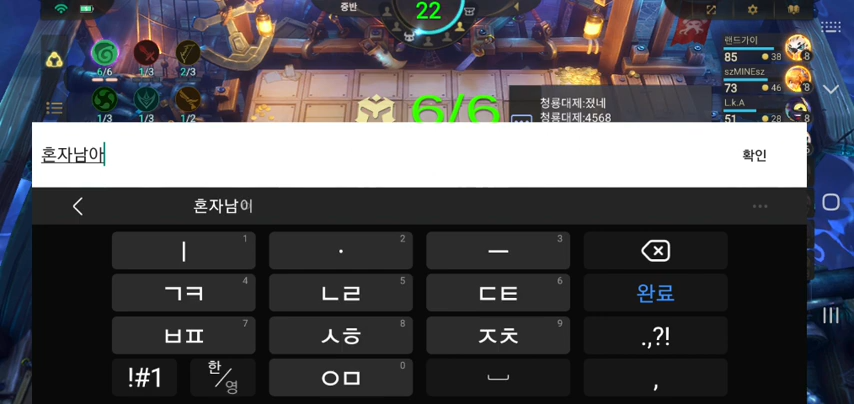 중반
22
랜드가이
85
38
8
6/6
1/3
2/3
szMINEsz
73
46
8
1/3
1/3
1/2
6/6
청룡대제:졌네
청룡대제:4568
L.k.A
51
28
8
혼자남아
확인
혼자남이
ㅣ 1
· 2
ㅡ 3
ㄱㅋ 4
ㄴㄹ 5
ㄷㅌ 6
완료
ㅂㅍ 7
ㅅㅎ 8
ㅈㅊ 9
.,?!
!#1
한/영
ㅇㅁ 0
,